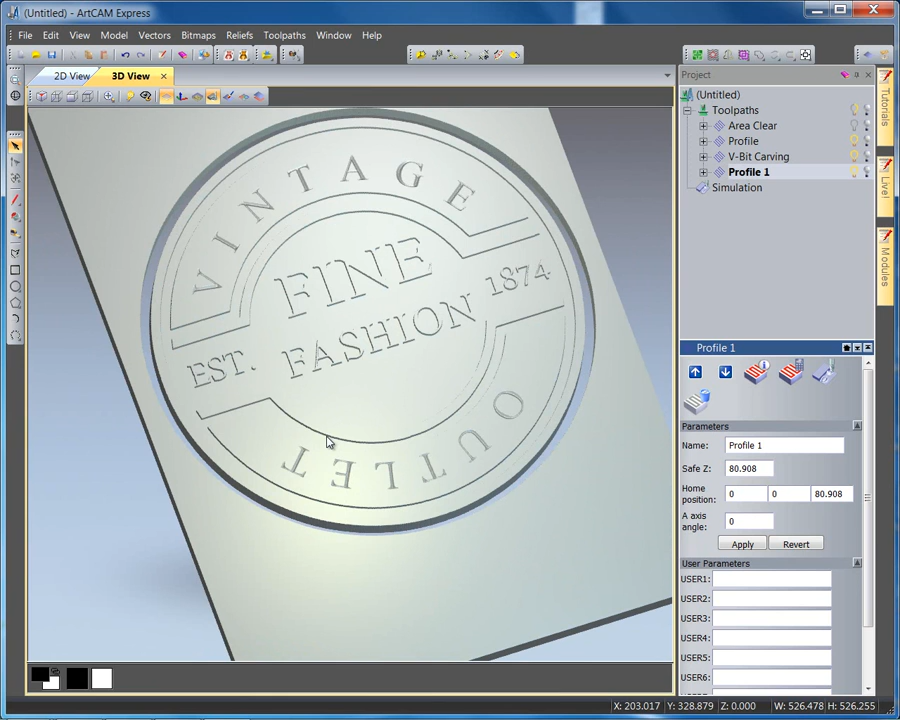 (Untitled) - ArtCAM Express
File Edit View Model Vectors Bitmaps Reliefs Toolpaths Window Help
2D View 3D View
Project
(Untitled)
Toolpaths
Area Clear
Profile
V-Bit Carving
Profile 1
Simulation
Tutorials
Live!
Modules
VINTAGE
FINE
EST. FASHION 1874
OUTLET
Profile 1
Parameters
Name: Profile 1
Safe Z: 80.908
Home position: 0 0 80.908
A axis angle: 0
Apply Revert
User Parameters
USER1:
USER2:
USER3:
USER4:
USER5:
USER6:
X: 203.017 Y: 328.879 Z: 0.000 W: 526.478 H: 526.255